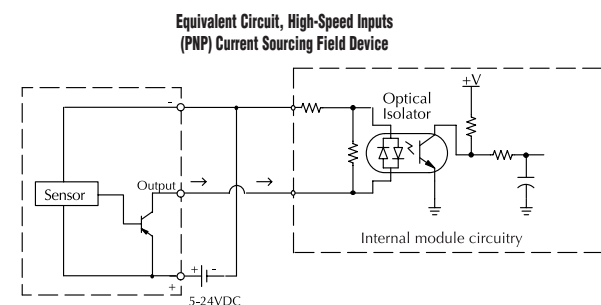 Equivalent Circuit, High-Speed Inputs
(PNP) Current Sourcing Field Device
+V
Optical
Isolator
-
Sensor
Output
Internal module circuitry
+
+ -
5-24VDC